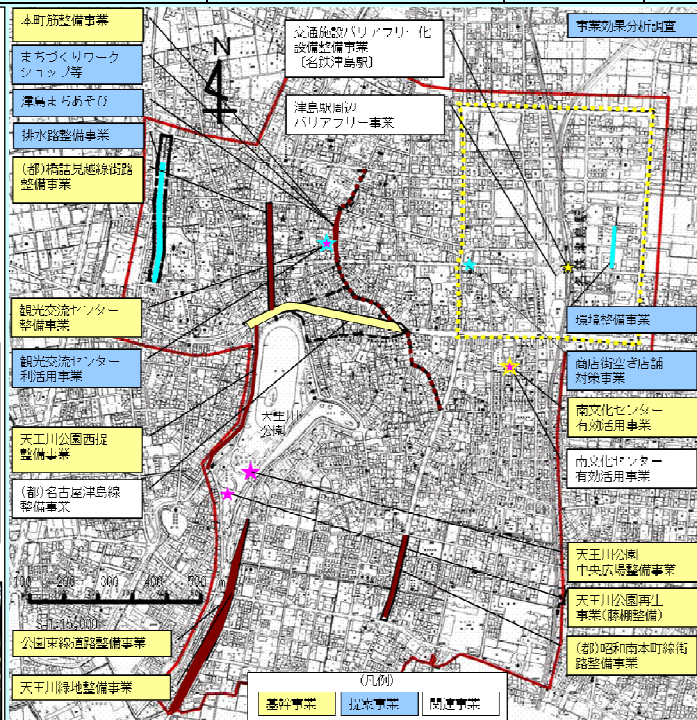 本町筋整備事業
まちづくりワーク
ショップ等
津島まちあそび
排水路整備事業
(都)橋詰見越線街路
整備事業
観光交流センター
整備事業
観光交流センター
利活用事業
天王川公園西堤
整備事業
(都)名古屋津島線
整備事業
公園東線道路整備事業
天王川緑地整備事業
N
交通施設バリアフリー化
設備整備事業
〔名鉄津島駅〕
津島駅周辺
バリアフリー事業
天王川
公園
事業効果分析調査
環境整備事業
商店街空き店舗
対策事業
南文化センター
有効活用事業
南文化センター
有効活用事業
天王川公園
中央広場整備事業
天王川公園再生
事業(藤棚整備)
(都)昭和南本町線街
路整備事業
(凡例)
基幹事業
提案事業
関連事業